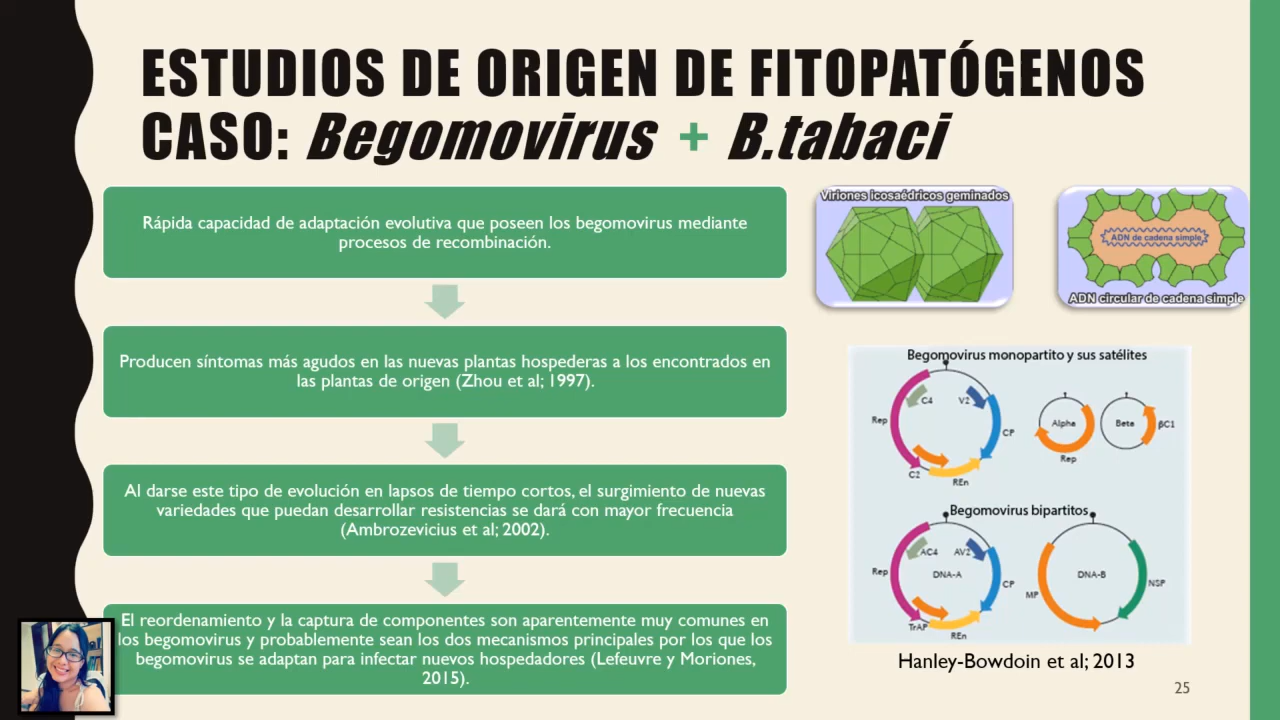 ESTUDIOS DE ORIGEN DE FITOPATÓGENOS
CASO: Begomovirus + B.tabaci
Rápida capacidad de adaptación evolutiva que poseen los begomovirus mediante
procesos de recombinación.
Producen síntomas más agudos en las nuevas plantas hospederas a los encontrados en
las plantas de origen (Zhou et al; 1997).
Al darse este tipo de evolución en lapsos de tiempo cortos, el surgimiento de nuevas
variedades que puedan desarrollar resistencias se dará con mayor frecuencia
(Ambrozevicius et al; 2002).
El reordenamiento y la captura de componentes son aparentemente muy comunes en
los begomovirus y probablemente sean los dos mecanismos principales por los que los
begomovirus se adaptan para infectar nuevos hospedadores (Lefeuvre y Moriones,
2015).
Viriones icosaédricos geminados
ADN de cadena simple
ADN circular de cadena simple
Begomovirus monopartito y sus satélites
C4
V2
Rep
CP
C2
REn
Alpha
Rep
Beta
βC1
Begomovirus bipartitos
AC4
AV2
Rep
DNA-A
CP
TrAP
REn
DNA-B
MP
NSP
Hanley-Bowdoin et al; 2013
25